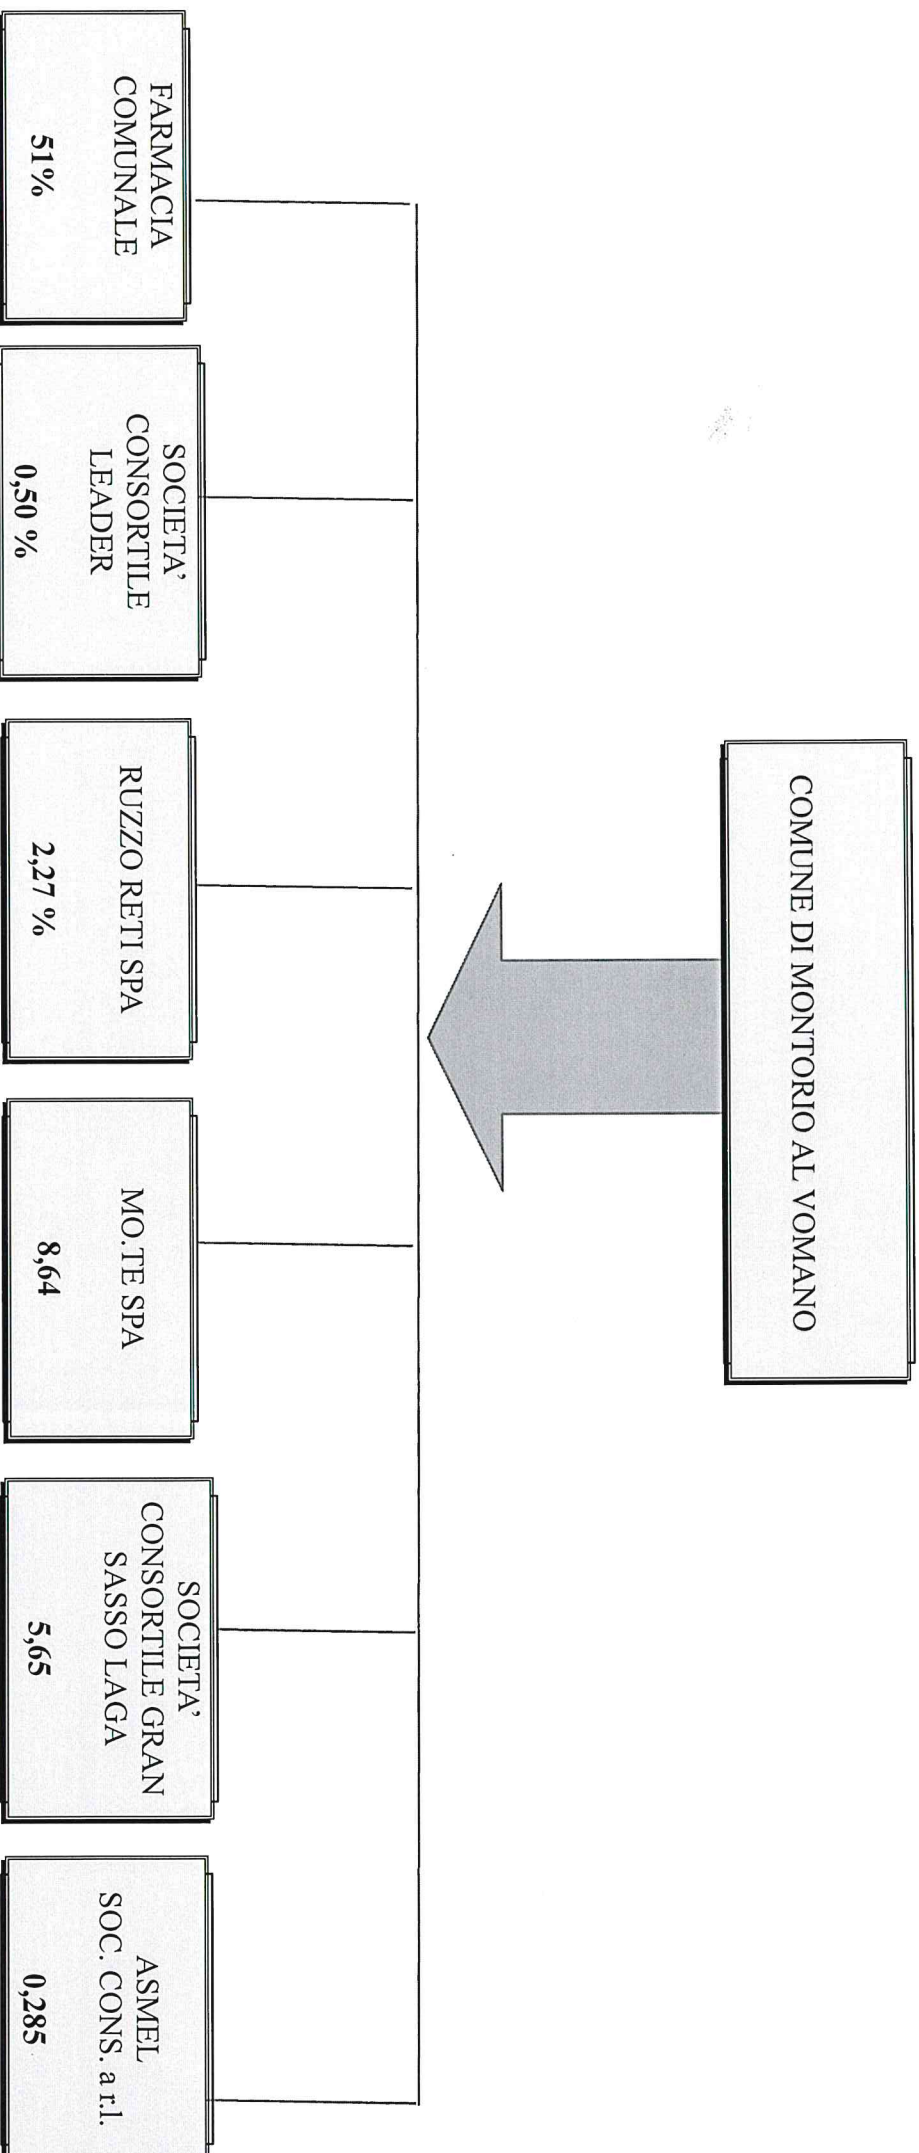 COMUNE DI MONTORIO AL VOMANO
FARMACIA
COMUNALE
51%
SOCIETA’
CONSORTILE
LEADER
0,50 %
RUZZO RETI SPA
2,27 %
MO.TE SPA
8,64
SOCIETA’
CONSORTILE GRAN
SASSO LAGA
5,65
ASMEL
SOC. CONS. a r.l.
0,285